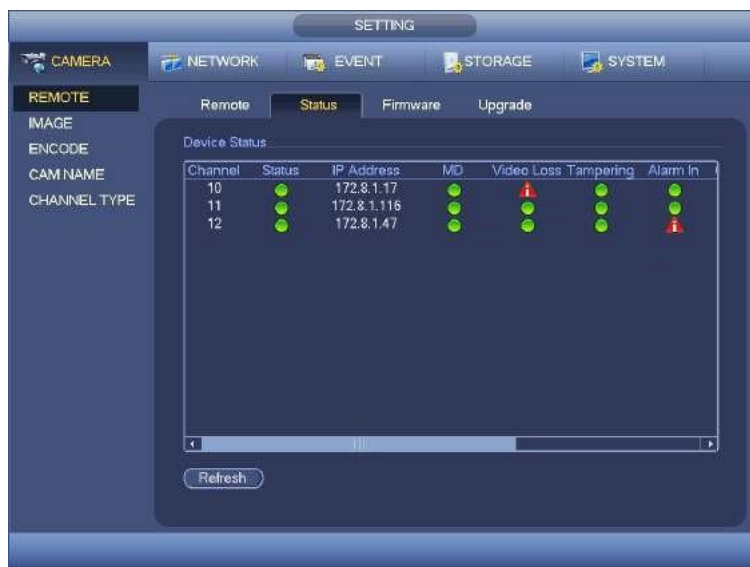 SETTING
CAMERA NETWORK EVENT STORAGE SYSTEM
REMOTE
IMAGE
ENCODE
CAM NAME
CHANNEL TYPE
Remote Status Firmware Upgrade
Device Status
Channel Status IP Address MD Video Loss Tampering Alarm In
10 172.8.1.17
11 172.8.1.116
12 172.8.1.47
Refresh